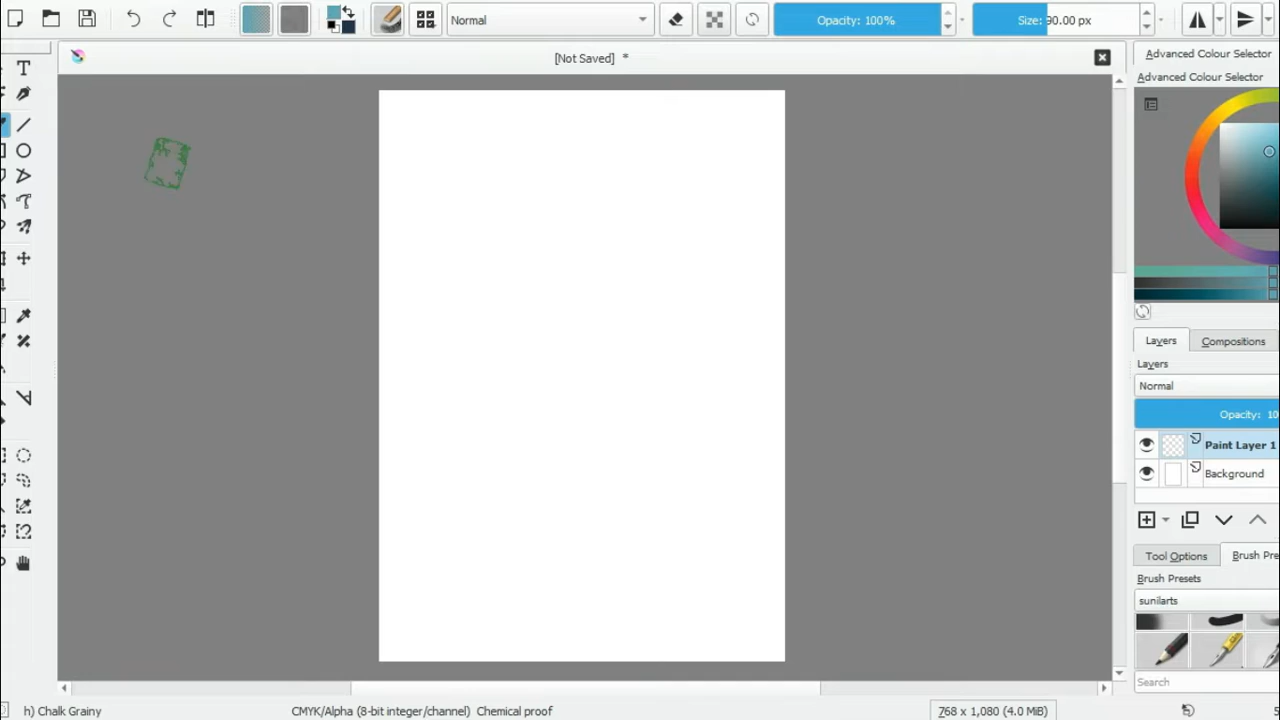 Normal
Opacity: 100%
Size: 90.00 px
[Not Saved] *
Advanced Colour Selector
Advanced Colour Selector
Layers
Compositions
Layers
Normal
Opacity: 10
Paint Layer 1
Background
Tool Options
Brush Pre
Brush Presets
sunilarts
Search
h) Chalk Grainy
CMYK/Alpha (8-bit integer/channel) Chemical proof
768 x 1,080 (4.0 MiB)